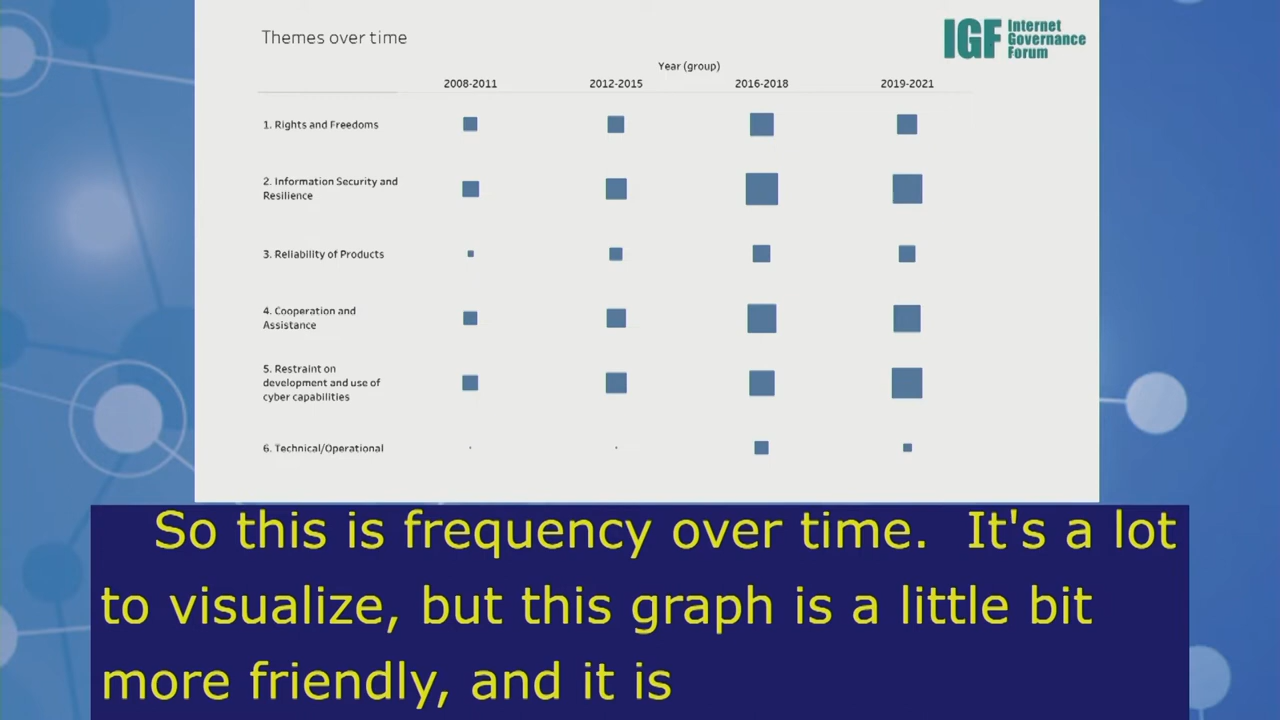 Themes over time
IGF Internet
Governance
Forum
Year (group)
2008-2011 2012-2015 2016-2018 2019-2021
1. Rights and Freedoms
2. Information Security and
Resilience
3. Reliability of Products
4. Cooperation and
Assistance
5. Restraint on
development and use of
cyber capabilities
6. Technical/Operational
So this is frequency over time. It's a lot
to visualize, but this graph is a little bit
more friendly, and it is